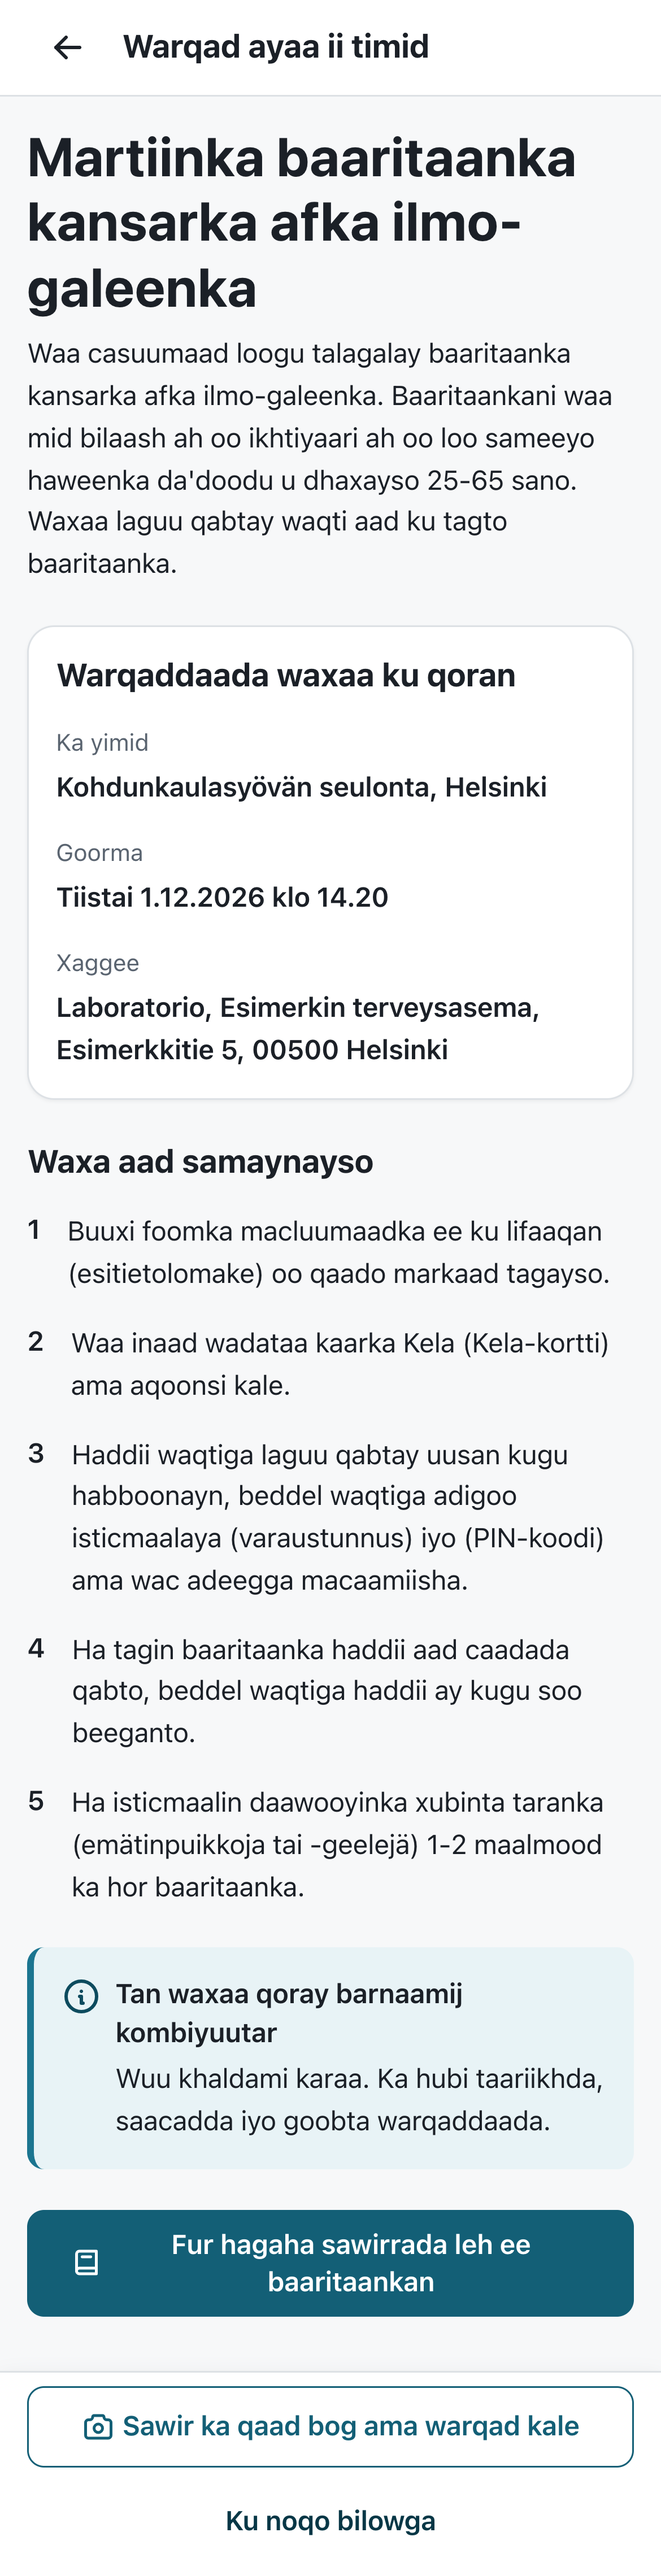 Warqad ayaa ii timid
Martiinka baaritaanka
kansarka afka ilmo-
galeenka
Waa casuumaad loogu talagalay baaritaanka
kansarka afka ilmo-galeenka. Baaritaankani waa
mid bilaash ah oo ikhtiyaari ah oo loo sameeyo
haweenka da'doodu u dhaxayso 25-65 sano.
Waxaa laguu qabtay waqti aad ku tagto
baaritaanka.
Warqaddaada waxaa ku qoran
Ka yimid
Kohdunkaulasyövän seulonta, Helsinki
Goorma
Tiistai 1.12.2026 klo 14.20
Xaggee
Laboratorio, Esimerkin terveysasema,
Esimerkkitie 5, 00500 Helsinki
Waxa aad samaynayso
1 Buuxi foomka macluumaadka ee ku lifaaqan
(esitietolomake) oo qaado markaad tagayso.
2 Waa inaad wadataa kaarka Kela (Kela-kortti)
ama aqoonsi kale.
3 Haddii waqtiga laguu qabtay uusan kugu
habboonayn, beddel waqtiga adigoo
isticmaalaya (varaustunnus) iyo (PIN-koodi)
ama wac adeegga macaamiisha.
4 Ha tagin baaritaanka haddii aad caadada
qabto, beddel waqtiga haddii ay kugu soo
beeganto.
5 Ha isticmaalin daawooyinka xubinta taranka
(emätinpuikkoja tai -geelejä) 1-2 maalmood
ka hor baaritaanka.
Tan waxaa qoray barnaamij
kombiyuutar
Wuu khaldami karaa. Ka hubi taariikhda,
saacadda iyo goobta warqaddaada.
Fur hagaha sawirrada leh ee
baaritaankan
Sawir ka qaad bog ama warqad kale
Ku noqo bilowga